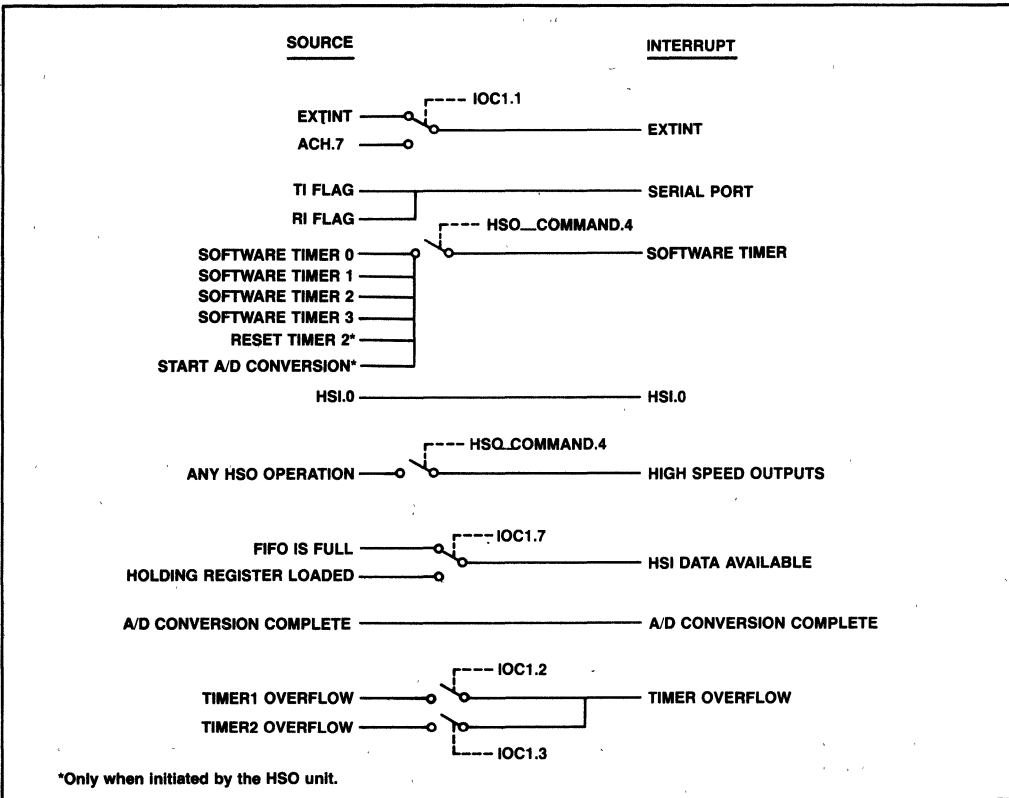 SOURCE INTERRUPT
IOC1.1
EXTINT EXTINT
ACH.7
TI FLAG SERIAL PORT
RI FLAG
HSO_COMMAND.4
SOFTWARE TIMER 0 SOFTWARE TIMER
SOFTWARE TIMER 1
SOFTWARE TIMER 2
SOFTWARE TIMER 3
RESET TIMER 2*
START A/D CONVERSION*
HSI.0 HSI.0
HSO_COMMAND.4
ANY HSO OPERATION HIGH SPEED OUTPUTS
IOC1.7
FIFO IS FULL
HSI DATA AVAILABLE
HOLDING REGISTER LOADED
A/D CONVERSION COMPLETE A/D CONVERSION COMPLETE
IOC1.2
TIMER1 OVERFLOW TIMER OVERFLOW
TIMER2 OVERFLOW
IOC1.3
*Only when initiated by the HSO unit.